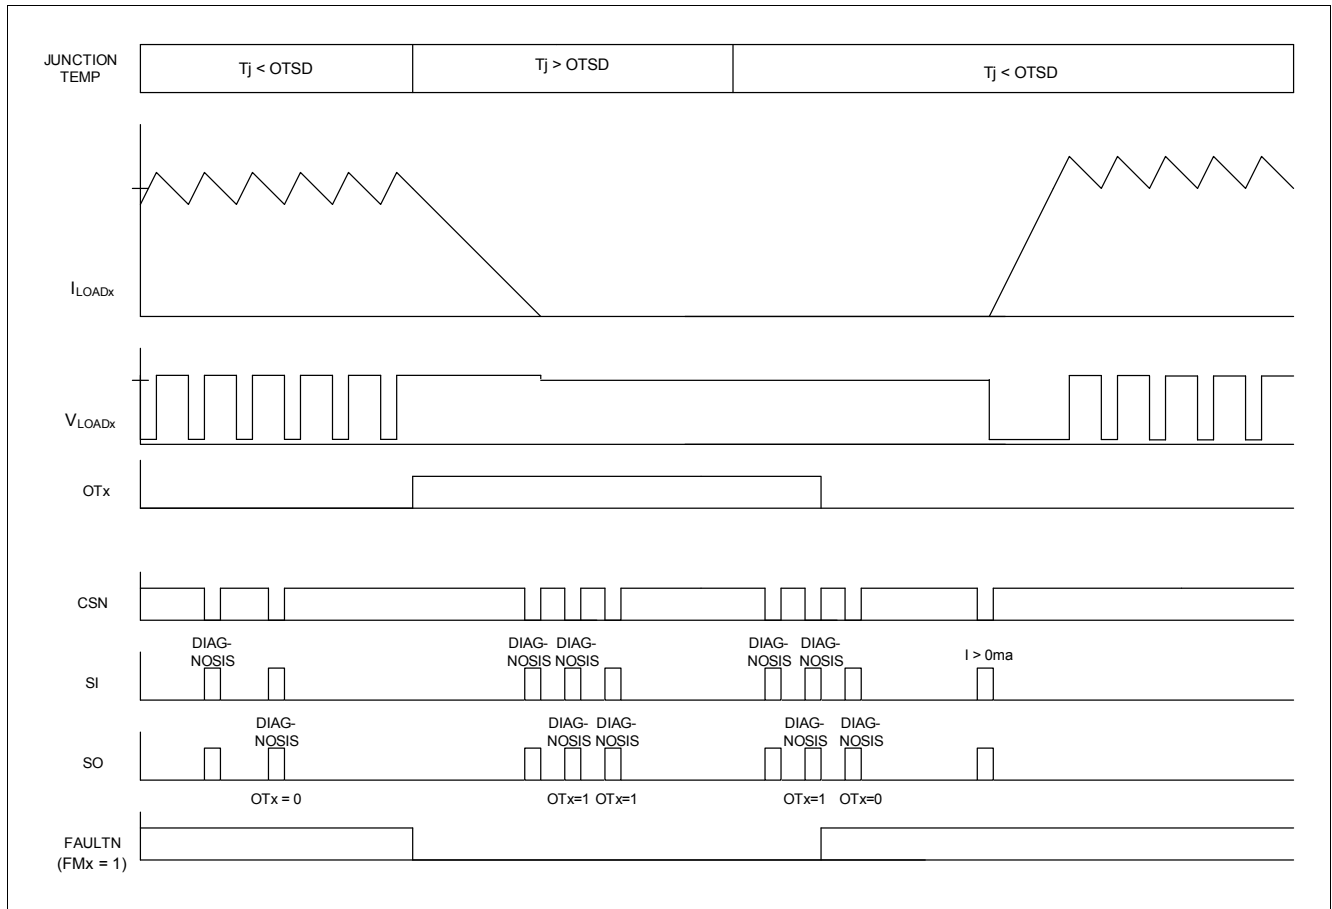 JUNCTION
TEMP
Tj < OTSD
Tj > OTSD
Tj < OTSD
ILOADx
VLOADx
OTx
CSN
DIAG-
NOSIS
DIAG-
NOSIS
DIAG-
NOSIS
DIAG-
NOSIS
DIAG-
NOSIS
I > 0ma
SI
DIAG-
NOSIS
DIAG-
NOSIS
DIAG-
NOSIS
DIAG-
NOSIS
DIAG-
NOSIS
SO
OTx = 0
OTx=1
OTx=1
OTx=1
OTx=0
FAULTN
(FMx = 1)